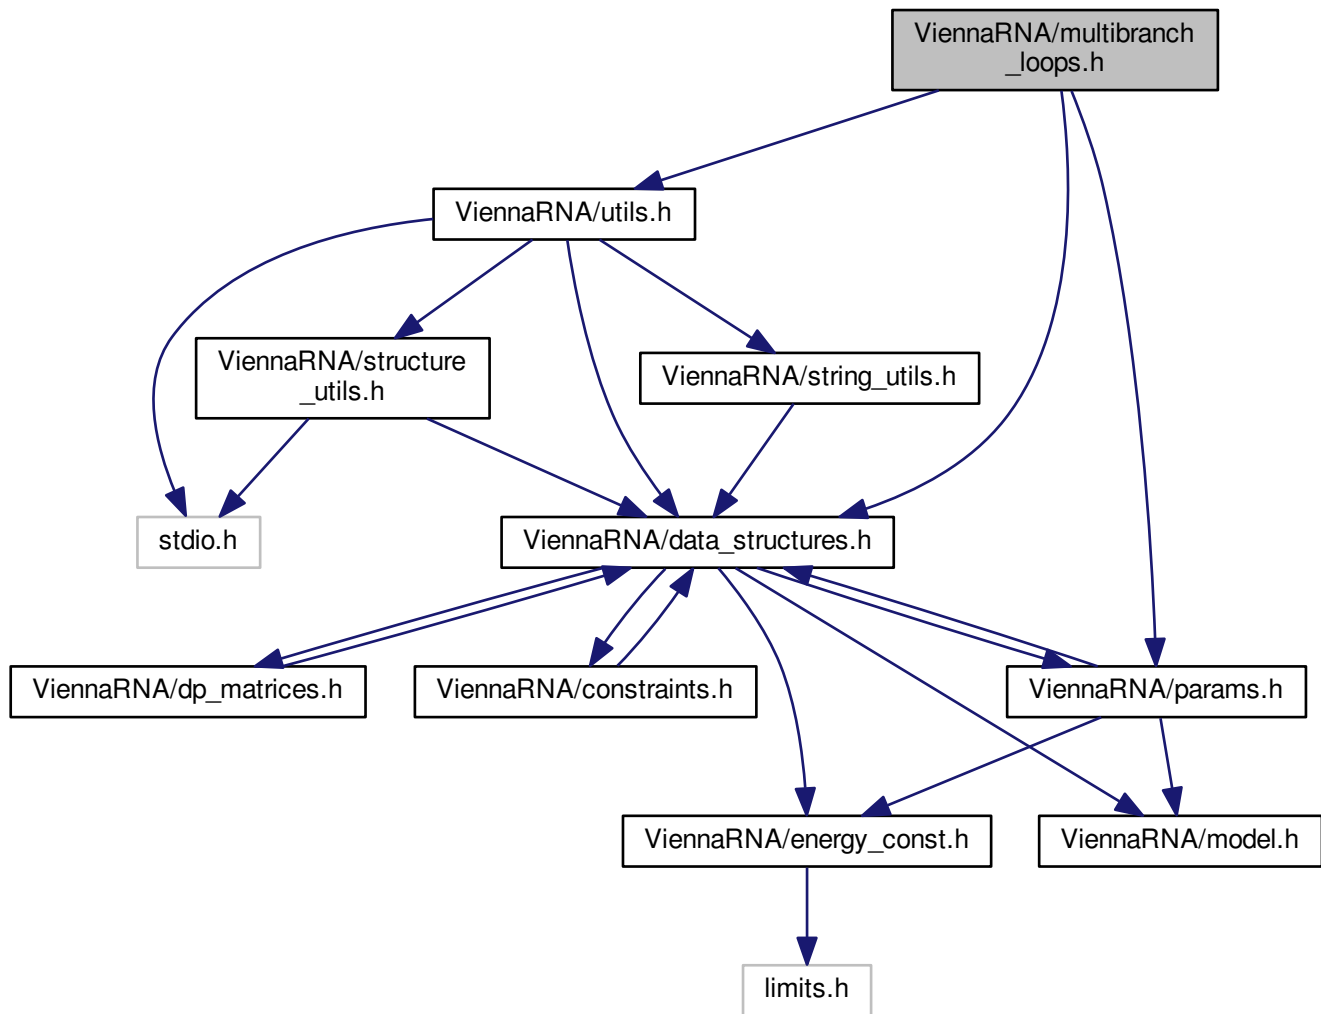 ViennaRNA/multibranch
_loops.h
ViennaRNA/utils.h
ViennaRNA/structure
_utils.h
ViennaRNA/string_utils.h
stdio.h
ViennaRNA/data_structures.h
ViennaRNA/dp_matrices.h
ViennaRNA/constraints.h
ViennaRNA/params.h
ViennaRNA/energy_const.h
ViennaRNA/model.h
limits.h